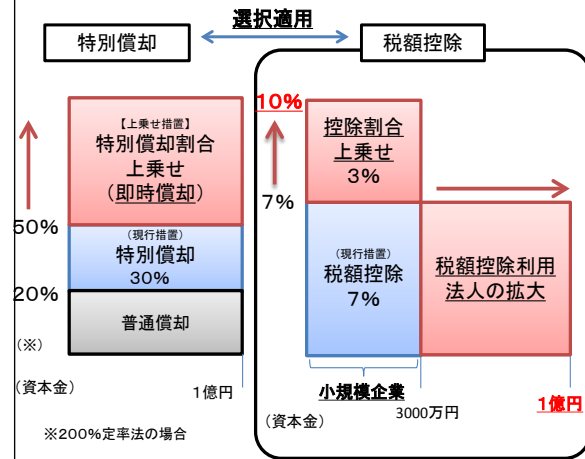 選択適用
特別償却
税額控除
【上乗せ措置】
特別償却割合
上乗せ
（即時償却）
50%
（現行措置）
特別償却
30%
20%
普通償却
（※）
（資本金）
1億円
※200%定率法の場合
10%
控除割合
上乗せ
3%
7%
（現行措置）
税額控除
7%
税額控除利用
法人の拡大
小規模企業
（資本金）
3000万円
1億円